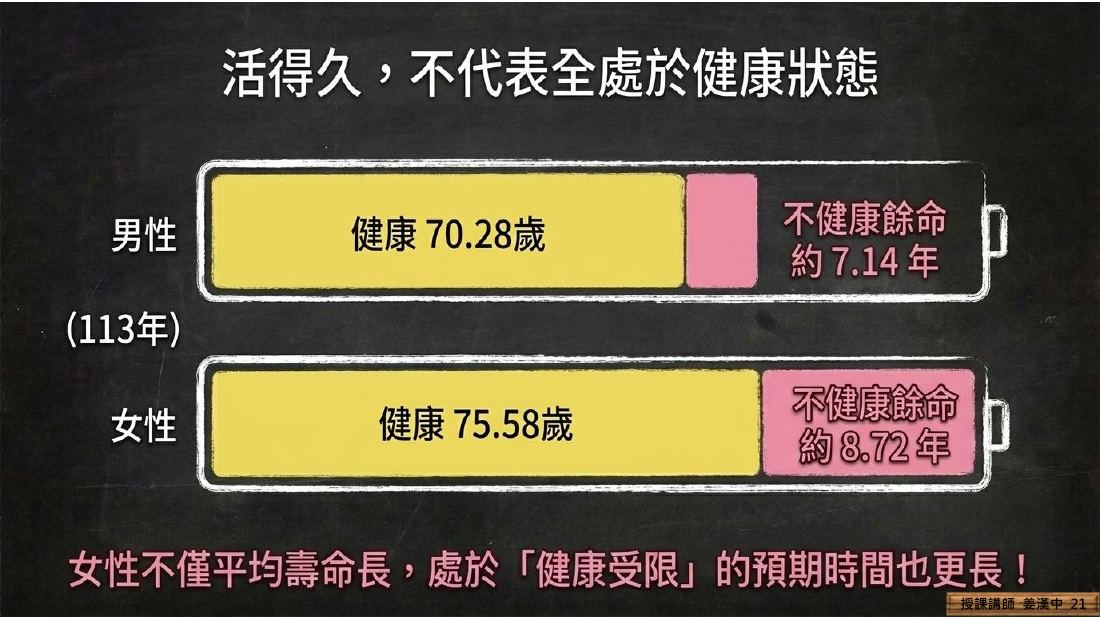 活得久，不代表全處於健康狀態
男性
健康 70.28歲
不健康餘命
約 7.14 年
(113年)
女性
健康 75.58歲
不健康餘命
約 8.72 年
女性不僅平均壽命長，處於「健康受限」的預期時間也更長！
授課講師 姜漢中 21